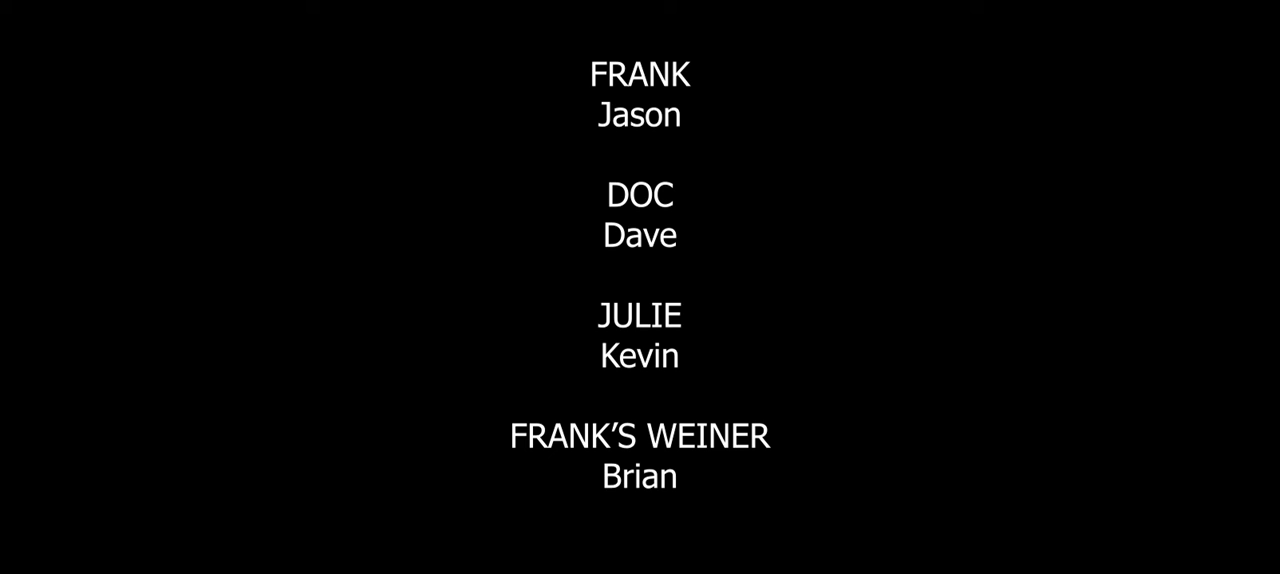 FRANK
Jason
DOC
Dave
JULIE
Kevin
FRANK’S WEINER
Brian